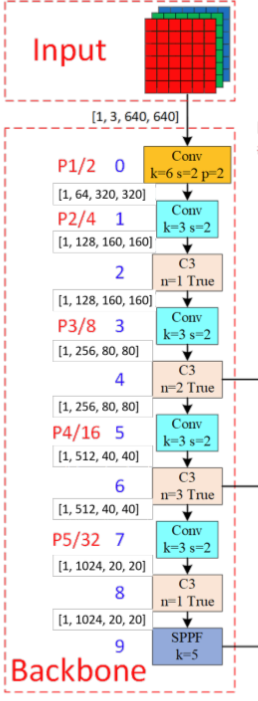 Input
[1, 3, 640, 640]
P1/2 0
Conv
k=6 s=2 p=2
[1, 64, 320, 320]
P2/4 1
Conv
k=3 s=2
[1, 128, 160, 160]
2
C3
n=1 True
[1, 128, 160, 160]
P3/8 3
Conv
k=3 s=2
[1, 256, 80, 80]
4
C3
n=2 True
[1, 256, 80, 80]
P4/16 5
Conv
k=3 s=2
[1, 512, 40, 40]
6
C3
n=3 True
[1, 512, 40, 40]
P5/32 7
Conv
k=3 s=2
[1, 1024, 20, 20]
8
C3
n=1 True
[1, 1024, 20, 20]
9
SPPF
k=5
Backbone